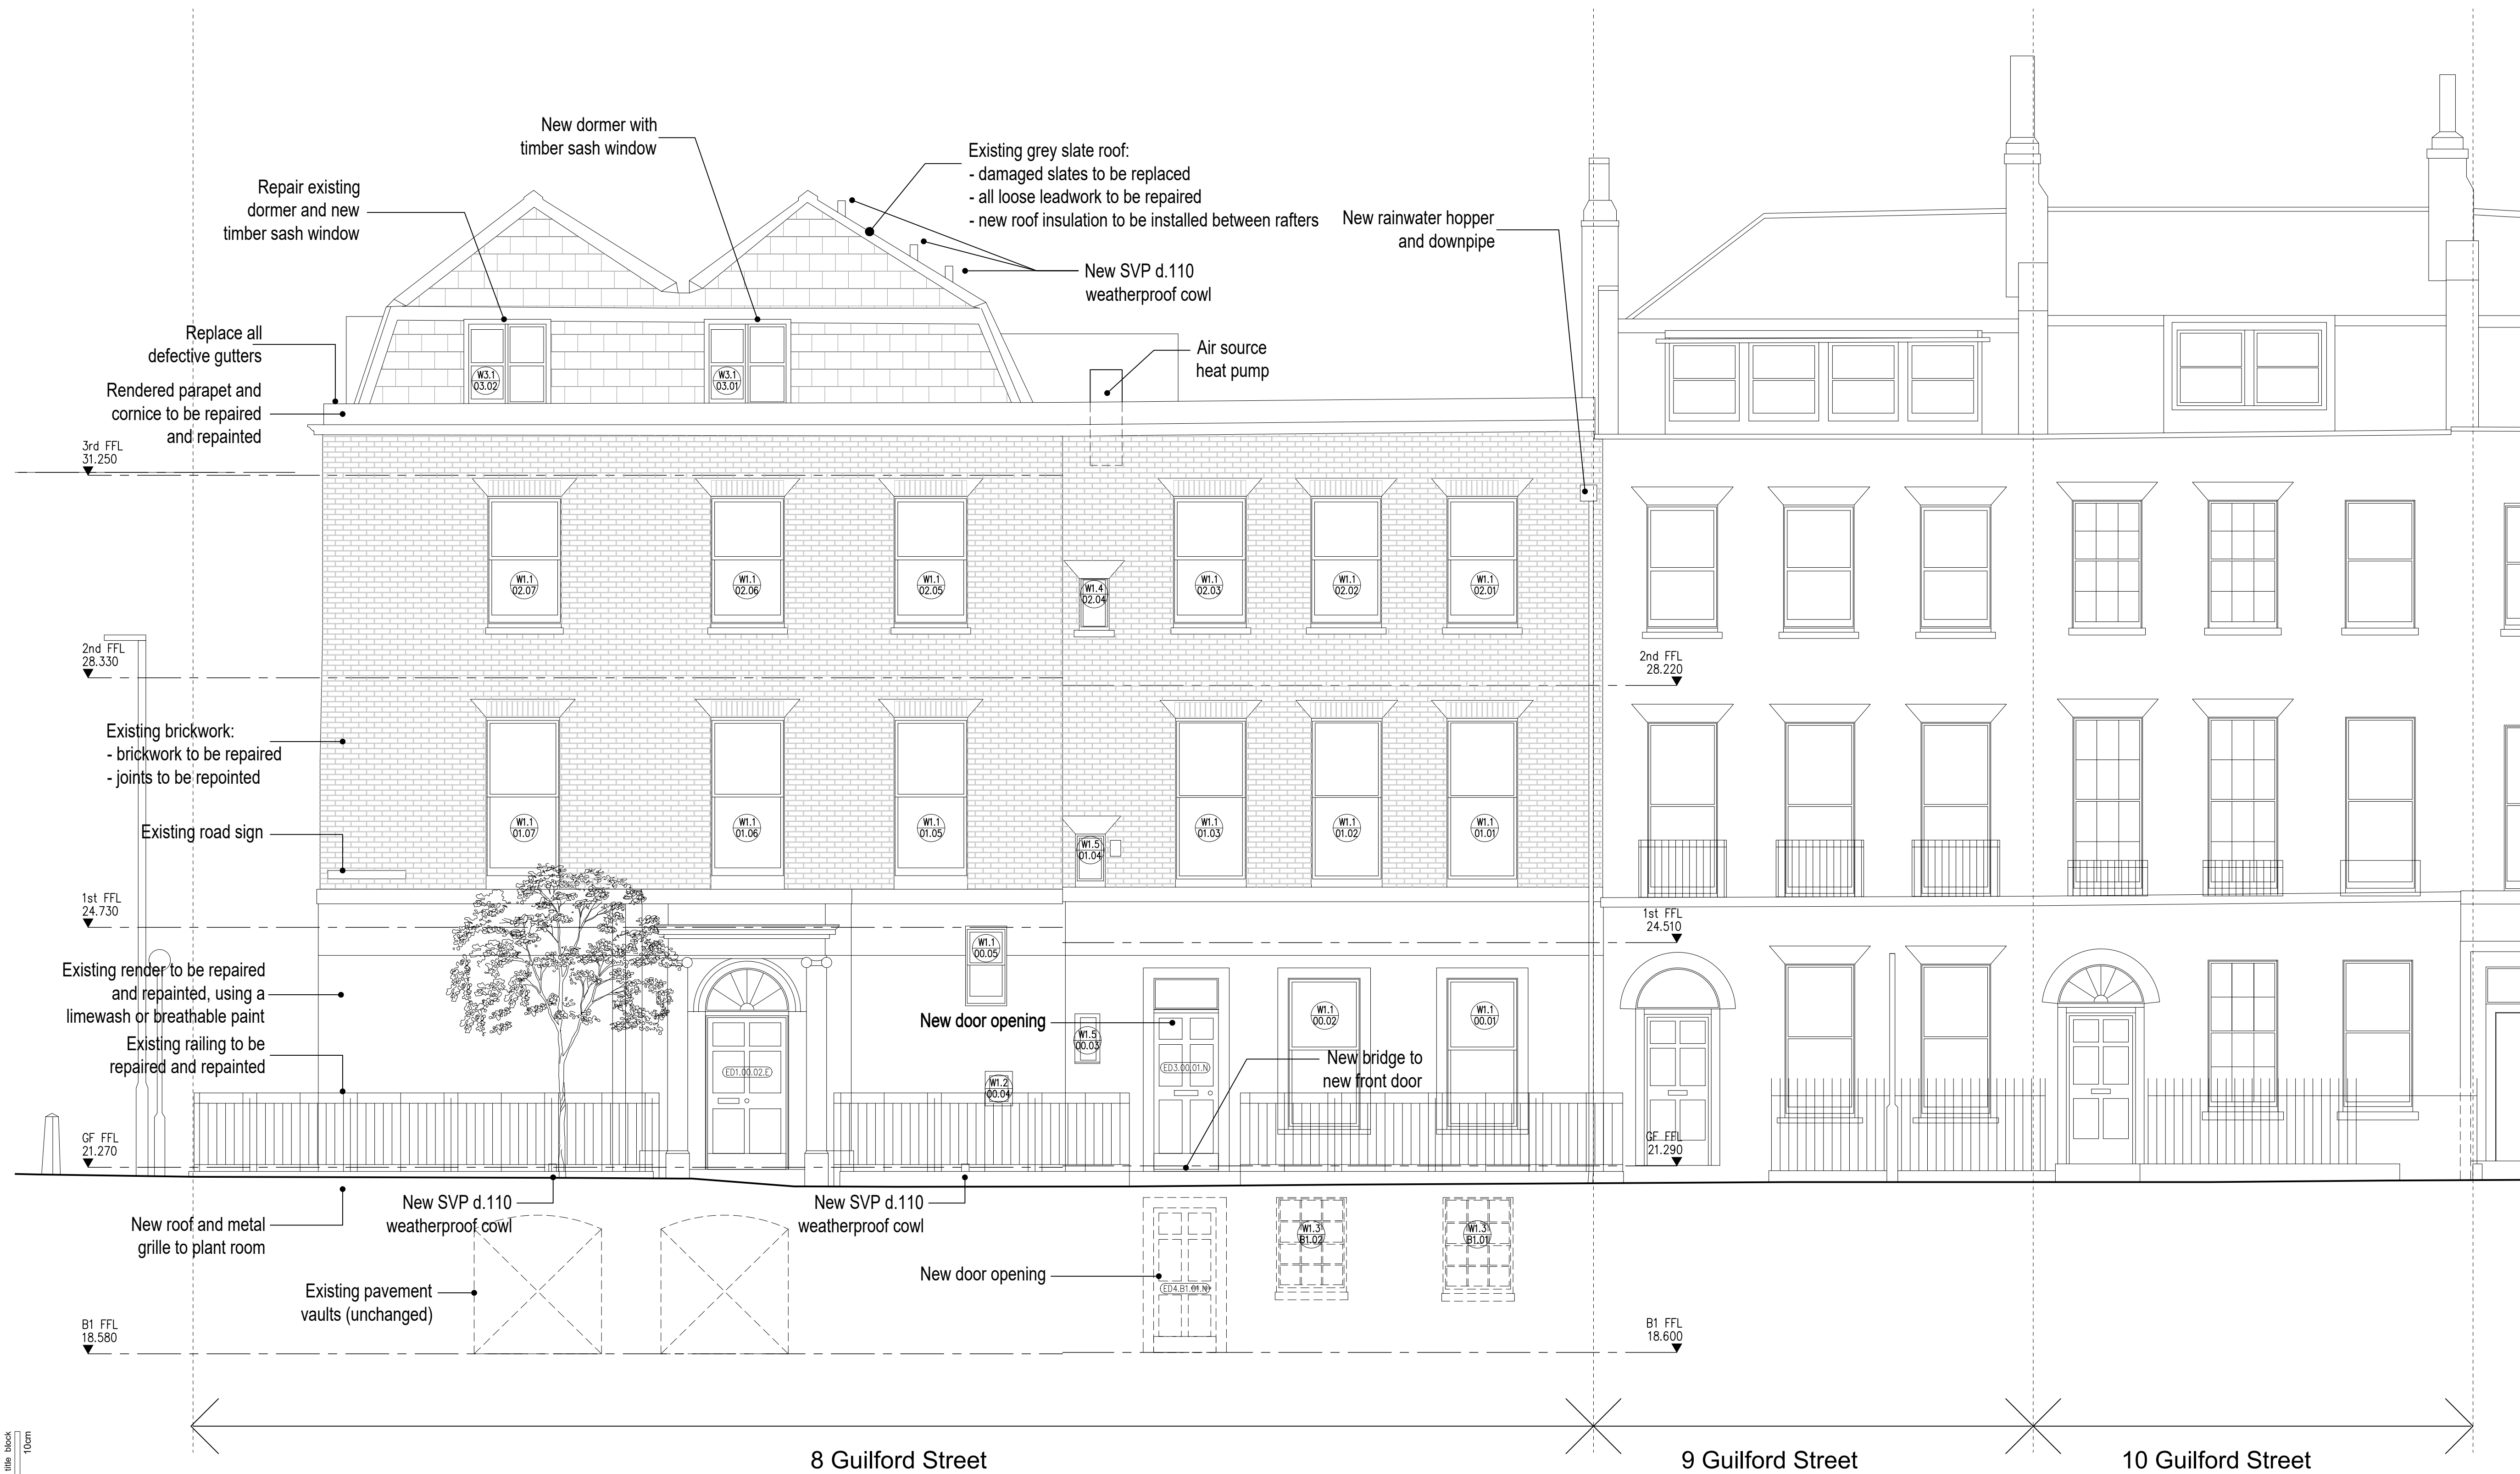 New dormer with
timber sash window
Existing grey slate roof:
- damaged slates to be replaced
- all loose leadwork to be repaired
- new roof insulation to be installed between rafters
Repair existing
dormer and new
timber sash window
New rainwater hopper
and downpipe
New SVP d.110
weatherproof cowl
Replace all
defective gutters
Air source
heat pump
Rendered parapet and
cornice to be repaired
and repainted
W3.1
03.02
W3.1
03.01
3rd FFL
31.250
W1.1
02.07
W1.1
02.06
W1.1
02.05
W1.4
02.04
W1.1
02.03
W1.1
02.02
W1.1
02.01
2nd FFL
28.330
2nd FFL
28.220
Existing brickwork:
- brickwork to be repaired
- joints to be repointed
Existing road sign
W1.1
01.07
W1.1
01.06
W1.1
01.05
W1.5
01.04
W1.1
01.03
W1.1
01.02
W1.1
01.01
1st FFL
24.730
1st FFL
24.510
Existing render to be repaired
and repainted, using a
limewash or breathable paint
W1.1
00.05
New door opening
W1.5
00.03
W1.1
00.02
W1.1
00.01
Existing railing to be
repaired and repainted
ED1.00.02.E
W1.2
00.04
ED3.00.01.N
New bridge to
new front door
GF FFL
21.270
GF FFL
21.290
New SVP d.110
weatherproof cowl
New SVP d.110
weatherproof cowl
New roof and metal
grille to plant room
W1.3
B1.02
W1.3
B1.01
New door opening
ED4.B1.01.N
Existing pavement
vaults (unchanged)
B1 FFL
18.580
B1 FFL
18.600
title block
10cm
8 Guilford Street
9 Guilford Street
10 Guilford Street